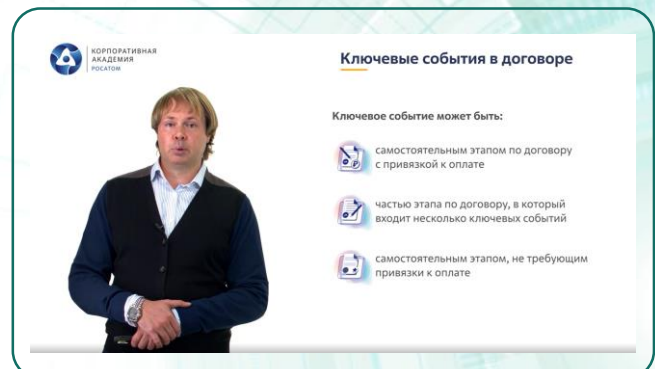 КОРПОРАТИВНАЯ
АКАДЕМИЯ
РОСАТОМ
Ключевые события в договоре
Ключевое событие может быть:
самостоятельным этапом по договору
с привязкой к оплате
частью этапа по договору, в который
входит несколько ключевых событий
самостоятельным этапом, не требующим
привязки к оплате